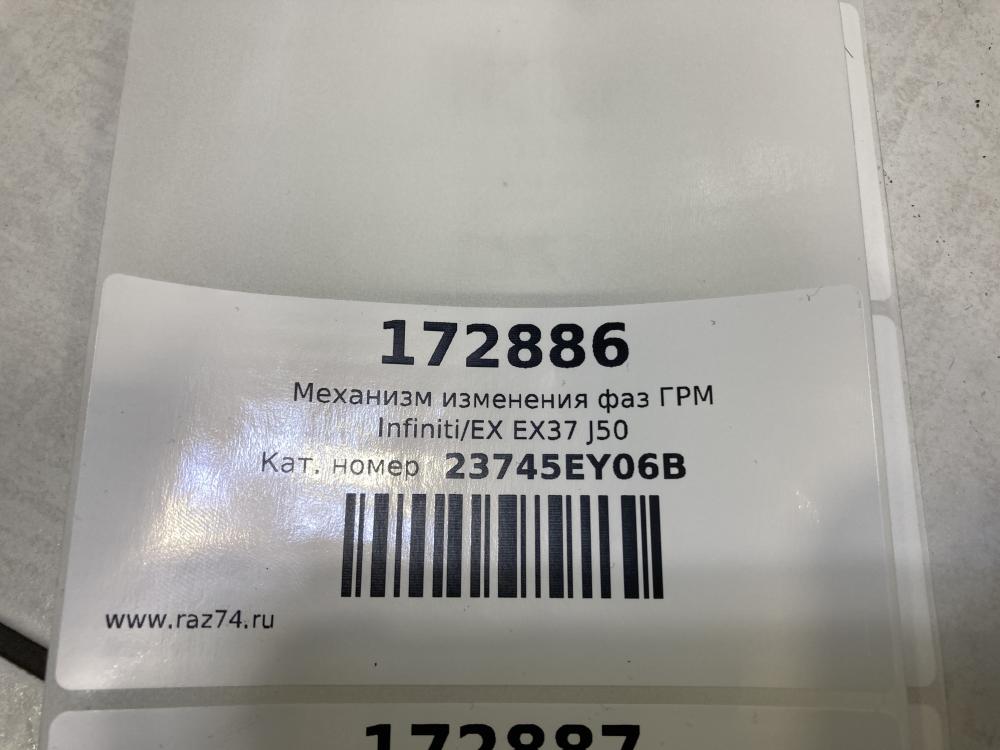 172886
Механизм изменения фаз ГРМ
Infiniti/EX EX37 J50
Кат. номер 23745EY06B
www.raz74.ru
172887